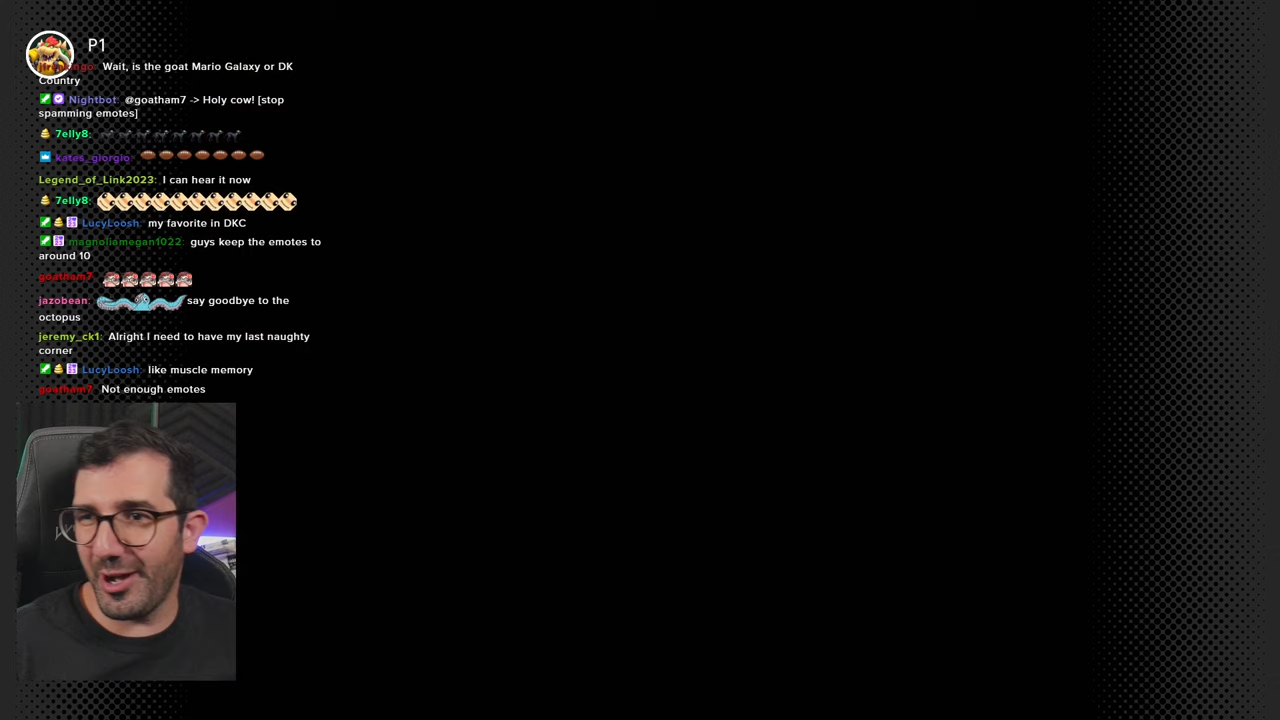 P1
Wait, is the goat Mario Galaxy or DK
Country
Nightbot: @goatham7 -> Holy cow! [stop
spamming emotes]
7elly8:
kates_giorgio:
Legend_of_Link2023: I can hear it now
7elly8:
LucyLoosh: my favorite in DKC
magnoliamegan1022: guys keep the emotes to
around 10
goatham7:
jazobean: say goodbye to the
octopus
jeremy_ck1: Alright I need to have my last naughty
corner
LucyLoosh: like muscle memory
goatham7: Not enough emotes